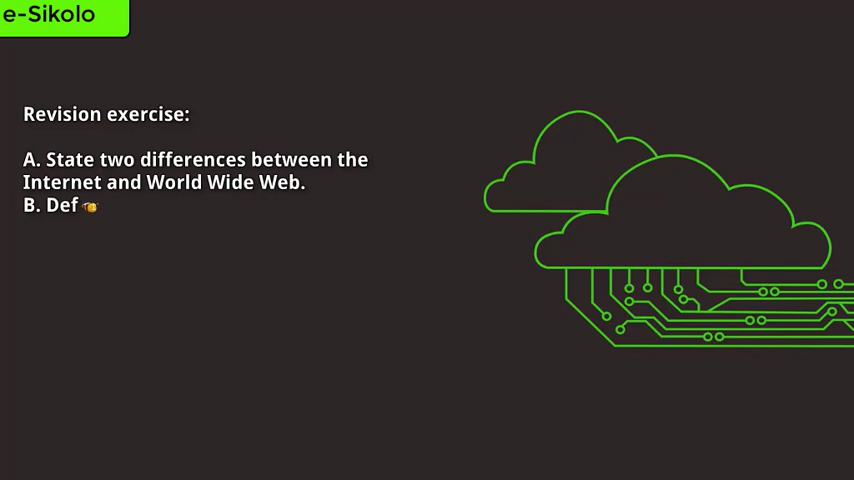 e-Sikolo
Revision exercise:
A. State two differences between the
Internet and World Wide Web.
B. Def